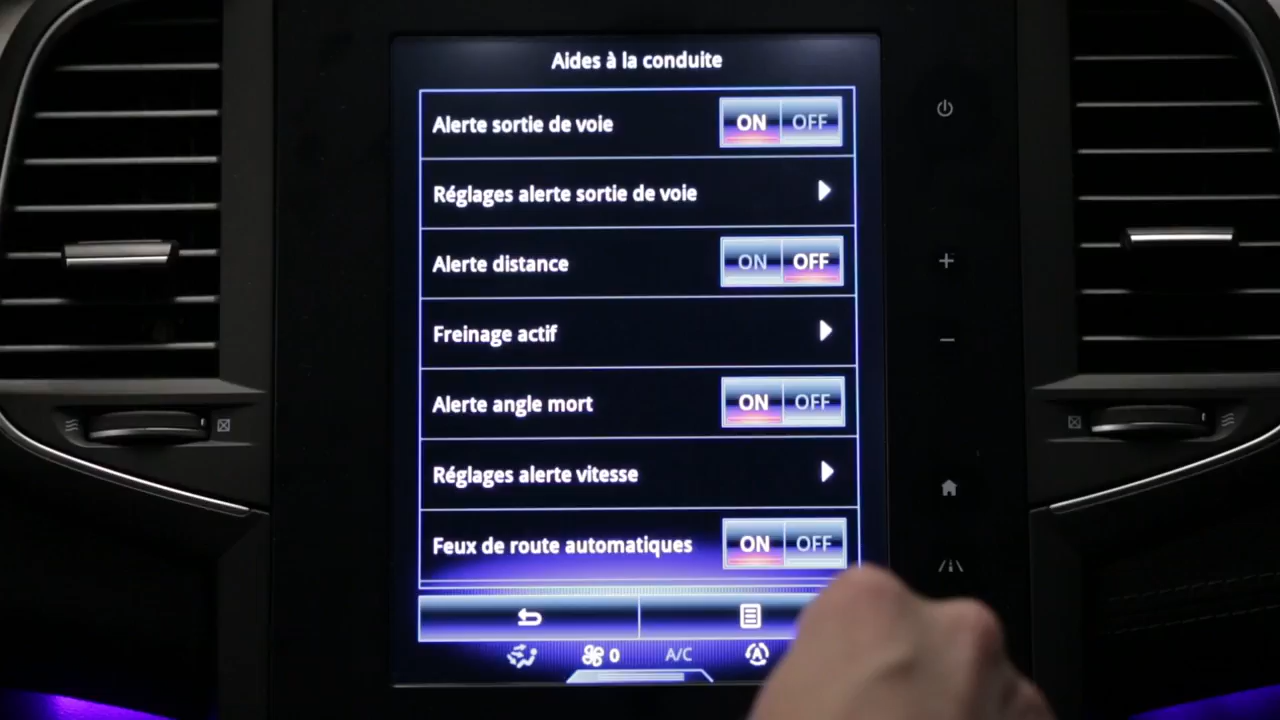 Aides à la conduite
Alerte sortie de voie ON OFF
Réglages alerte sortie de voie
Alerte distance ON OFF
Freinage actif
Alerte angle mort ON OFF
Réglages alerte vitesse
Feux de route automatiques ON OFF
0 A/C